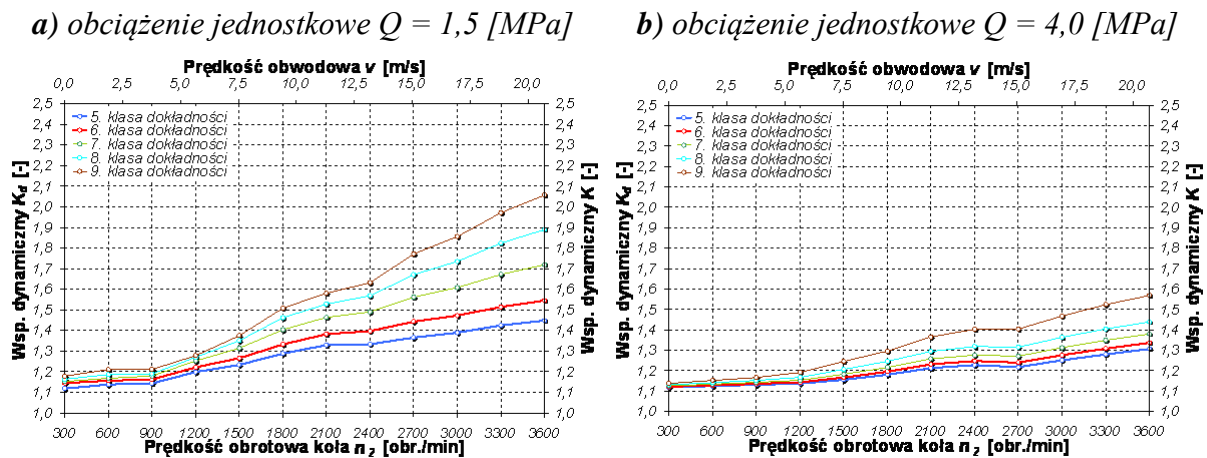 a) obciążenie jednostkowe Q = 1,5 [MPa]
Prędkość obwodowa v [m/s]
0,0 2,5 5,0 7,5 10,0 12,5 15,0 17,5 20,0
2,5 2,4 2,3 2,2 2,1 2,0 1,9 1,8 1,7 1,6 1,5 1,4 1,3 1,2 1,1 1,0
Wsp. dynamiczny Kd [-]
5. klasa dokładności
6. klasa dokładności
7. klasa dokładności
8. klasa dokładności
9. klasa dokładności
2,5 2,4 2,3 2,2 2,1 2,0 1,9 1,8 1,7 1,6 1,5 1,4 1,3 1,2 1,1 1,0
Wsp. dynamiczny K [-]
300 600 900 1200 1500 1800 2100 2400 2700 3000 3300 3600
Prędkość obrotowa koła n2 [obr./min]
b) obciążenie jednostkowe Q = 4,0 [MPa]
Prędkość obwodowa v [m/s]
0,0 2,5 5,0 7,5 10,0 12,5 15,0 17,5 20,0
2,5 2,4 2,3 2,2 2,1 2,0 1,9 1,8 1,7 1,6 1,5 1,4 1,3 1,2 1,1 1,0
Wsp. dynamiczny Kd [-]
5. klasa dokładności
6. klasa dokładności
7. klasa dokładności
8. klasa dokładności
9. klasa dokładności
2,5 2,4 2,3 2,2 2,1 2,0 1,9 1,8 1,7 1,6 1,5 1,4 1,3 1,2 1,1 1,0
Wsp. dynamiczny K [-]
300 600 900 1200 1500 1800 2100 2400 2700 3000 3300 3600
Prędkość obrotowa koła n2 [obr./min]